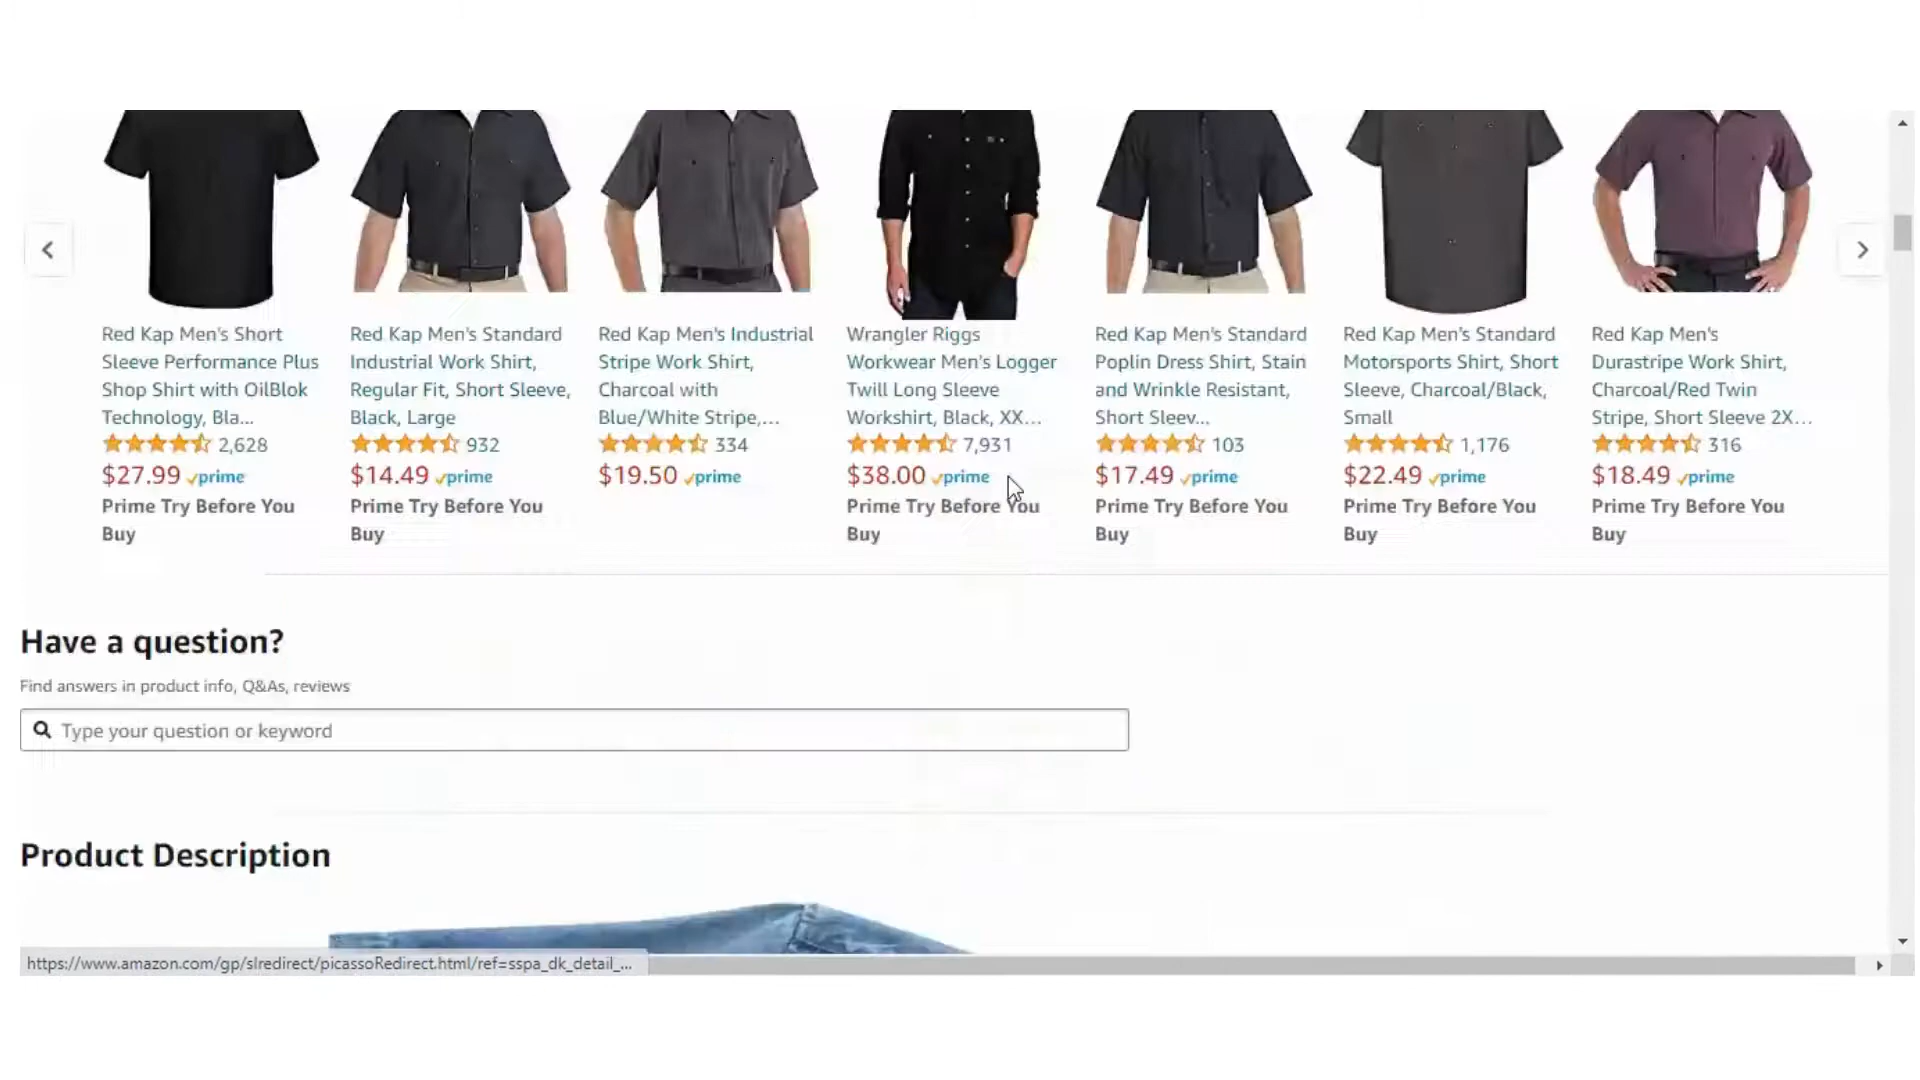 Red Kap Men's Short
Sleeve Performance Plus
Shop Shirt with OilBlok
Technology, Bla...
2,628
$27.99 prime
Prime Try Before You
Buy
Red Kap Men's Standard
Industrial Work Shirt,
Regular Fit, Short Sleeve,
Black, Large
932
$14.49 prime
Prime Try Before You
Buy
Red Kap Men's Industrial
Stripe Work Shirt,
Charcoal with
Blue/White Stripe,...
334
$19.50 prime
Wrangler Riggs
Workwear Men's Logger
Twill Long Sleeve
Workshirt, Black, XX...
7,931
$38.00 prime
Prime Try Before You
Buy
Red Kap Men's Standard
Poplin Dress Shirt, Stain
and Wrinkle Resistant,
Short Sleev...
103
$17.49 prime
Prime Try Before You
Buy
Red Kap Men's Standard
Motorsports Shirt, Short
Sleeve, Charcoal/Black,
Small
1,176
$22.49 prime
Prime Try Before You
Buy
Red Kap Men's
Durastripe Work Shirt,
Charcoal/Red Twin
Stripe, Short Sleeve 2X...
316
$18.49 prime
Prime Try Before You
Buy
Have a question?
Find answers in product info, Q&As, reviews
Type your question or keyword
Product Description
https://www.amazon.com/gp/slredirect/picassoRedirect.html/ref=sspa_dk_detail_...